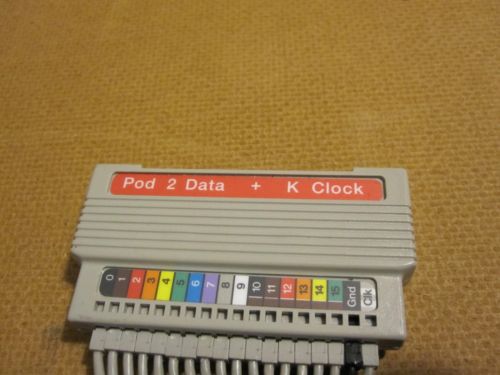 Pod 2 Data + K Clock
0 1 2 3 4 5 6 7 8 9 10 11 12 13 14 15 Gnd Clk